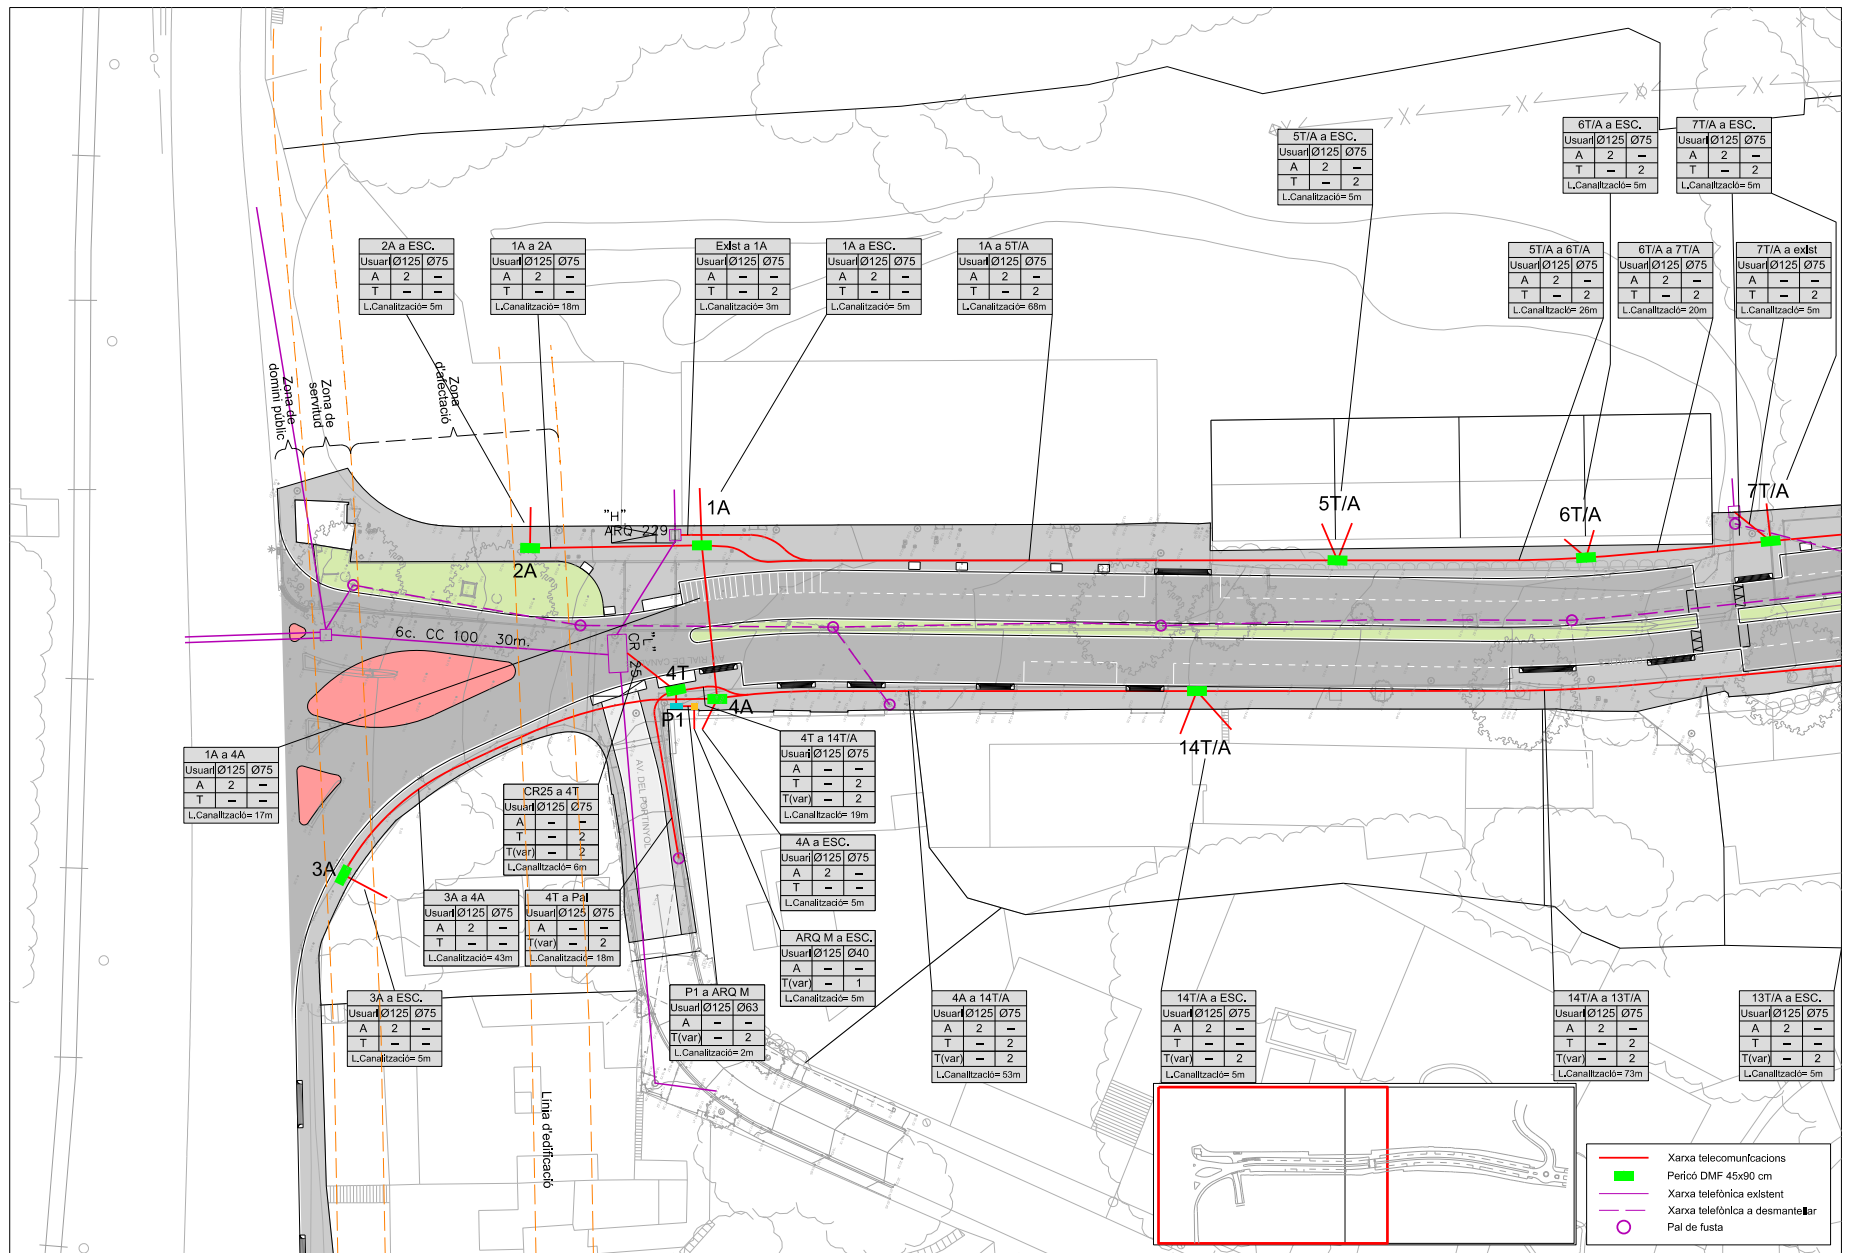 5T/A a ESC.
Usuari Ø125 Ø75
A 2 –
T – 2
L.Canalització= 5m
6T/A a ESC.
Usuari Ø125 Ø75
A 2 –
T – 2
L.Canalització= 5m
7T/A a ESC.
Usuari Ø125 Ø75
A 2 –
T – 2
L.Canalització= 5m
2A a ESC.
Usuari Ø125 Ø75
A 2 –
T – –
L.Canalització= 5m
1A a 2A
Usuari Ø125 Ø75
A 2 –
T – –
L.Canalització= 18m
Exist a 1A
Usuari Ø125 Ø75
A – –
T – 2
L.Canalització= 3m
1A a ESC.
Usuari Ø125 Ø75
A 2 –
T – –
L.Canalització= 5m
1A a 5T/A
Usuari Ø125 Ø75
A 2 –
T – 2
L.Canalització= 68m
5T/A a 6T/A
Usuari Ø125 Ø75
A 2 –
T – 2
L.Canalització= 26m
6T/A a 7T/A
Usuari Ø125 Ø75
A 2 –
T – 2
L.Canalització= 20m
7T/A a exist
Usuari Ø125 Ø75
A – –
T – 2
L.Canalització= 5m
Zona de
domini públic
Zona de
servitud
Zona
d'afectació
"H"
ARQ 229
1A
2A
5T/A
6T/A
7T/A
6c. CC 100 30m.
"L"
CR 25
4T
P1
4A
14T/A
3A
AV. DEL PORTINYOL
1A a 4A
Usuari Ø125 Ø75
A 2 –
T – –
L.Canalització= 17m
CR25 a 4T
Usuari Ø125 Ø75
A – –
T – 2
T(var) – 2
L.Canalització= 6m
4T a 14T/A
Usuari Ø125 Ø75
A – –
T – 2
T(var) – 2
L.Canalització= 19m
4A a ESC.
Usuari Ø125 Ø75
A 2 –
T – –
L.Canalització= 5m
3A a 4A
Usuari Ø125 Ø75
A 2 –
T – –
L.Canalització= 43m
4T a Pal
Usuari Ø125 Ø75
A – –
T(var) – 2
L.Canalització= 18m
ARQ M a ESC.
Usuari Ø125 Ø40
A – –
T(var) – 1
L.Canalització= 5m
3A a ESC.
Usuari Ø125 Ø75
A 2 –
T – –
L.Canalització= 5m
P1 a ARQ M
Usuari Ø125 Ø63
A – –
T(var) – 2
L.Canalització= 2m
4A a 14T/A
Usuari Ø125 Ø75
A 2 –
T – 2
T(var) – 2
L.Canalització= 53m
14T/A a ESC.
Usuari Ø125 Ø75
A 2 –
T – –
T(var) – 2
L.Canalització= 5m
14T/A a 13T/A
Usuari Ø125 Ø75
A 2 –
T – 2
T(var) – 2
L.Canalització= 73m
13T/A a ESC.
Usuari Ø125 Ø75
A 2 –
T – –
T(var) – 2
L.Canalització= 5m
Línia d'edificació
Xarxa telecomunicacions
Pericó DMF 45x90 cm
Xarxa telefònica existent
Xarxa telefònica a desmantellar
Pal de fusta